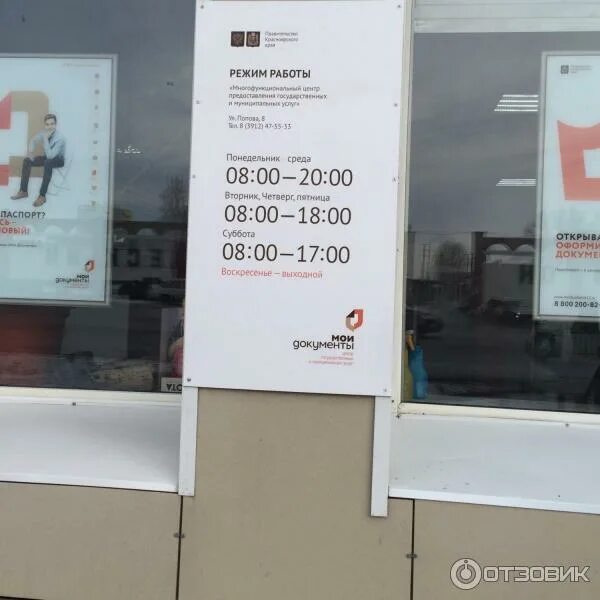 Правительство
Красноярского
края
РЕЖИМ РАБОТЫ
«Многофункциональный центр
предоставления государственных
и муниципальных услуг»
Ул. Попова, 8
Тел. 8 (3912) 47-35-33
Понедельник среда
08:00—20:00
Вторник, Четверг, пятница
08:00—18:00
Суббота
08:00—17:00
Воскресенье — выходной
мои
документы
ПАСПОРТ?
мои
документы
ОТКРЫВА
ОФОРМИ
ДОКУМЕН
8 800 200-82
ОТЗОВИК